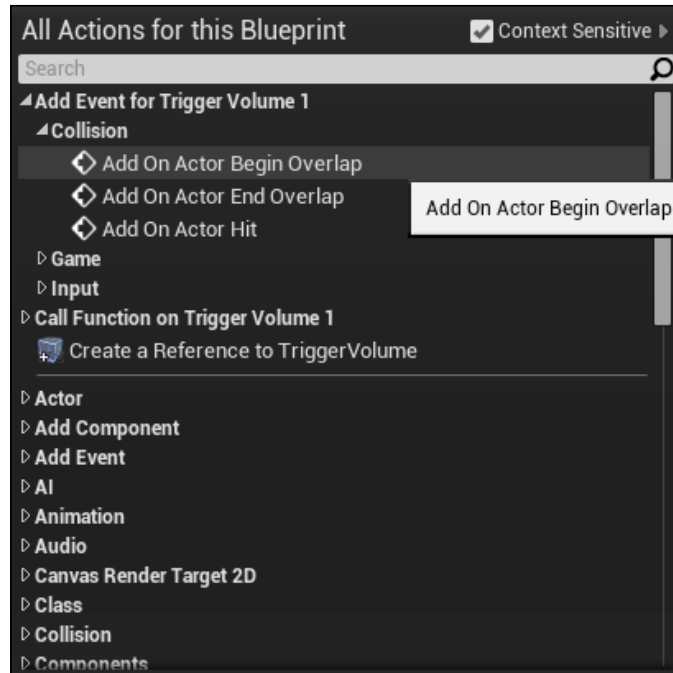 All Actions for this Blueprint Context Sensitive
Search
Add Event for Trigger Volume 1
Collision
Add On Actor Begin Overlap
Add On Actor End Overlap
Add On Actor Begin Overlap
Add On Actor Hit
Game
Input
Call Function on Trigger Volume 1
Create a Reference to TriggerVolume
Actor
Add Component
Add Event
AI
Animation
Audio
Canvas Render Target 2D
Class
Collision
Components